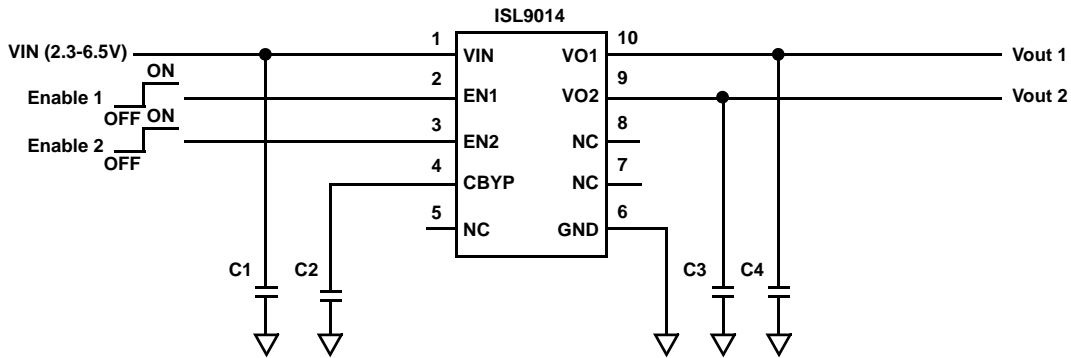 ISL9014
VIN (2.3-6.5V) 1 VIN VO1 10 Vout 1
ON
Enable 1 2 EN1 VO2 9 Vout 2
OFF
ON
Enable 2 3 EN2 NC 8
OFF
4 CBYP NC 7
5 NC GND 6
C1 C2 C3 C4